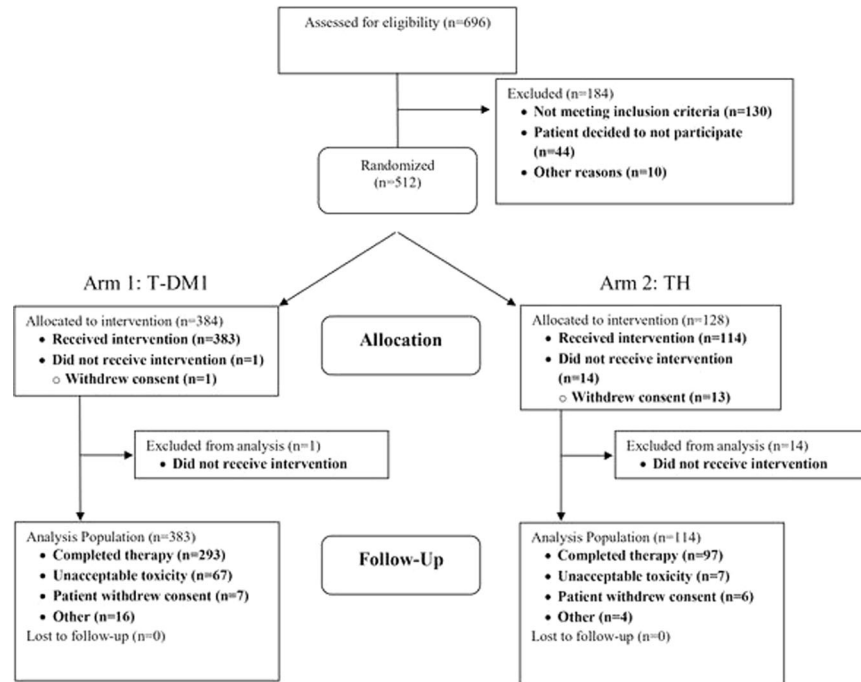 Assessed for eligibility (n=696)
Excluded (n=184)
• Not meeting inclusion criteria (n=130)
• Patient decided to not participate
(n=44)
• Other reasons (n=10)
Randomized
(n=512)
Arm 1: T-DM1
Arm 2: TH
Allocated to intervention (n=384)
• Received intervention (n=383)
• Did not receive intervention (n=1)
o Withdrew consent (n=1)
Allocation
Allocated to intervention (n=128)
• Received intervention (n=114)
• Did not receive intervention
(n=14)
o Withdrew consent (n=13)
Excluded from analysis (n=1)
• Did not receive intervention
Excluded from analysis (n=14)
• Did not receive intervention
Analysis Population (n=383)
• Completed therapy (n=293)
• Unacceptable toxicity (n=67)
• Patient withdrew consent (n=7)
• Other (n=16)
Lost to follow-up (n=0)
Follow-Up
Analysis Population (n=114)
• Completed therapy (n=97)
• Unacceptable toxicity (n=7)
• Patient withdrew consent (n=6)
• Other (n=4)
Lost to follow-up (n=0)